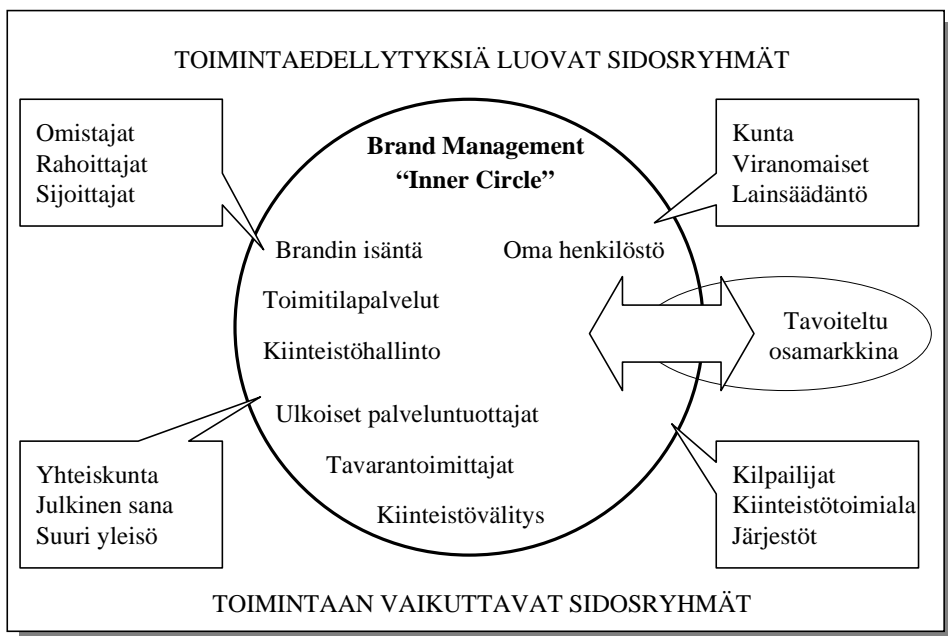 TOIMINTAEDELLYTYKSIÄ LUOVAT SIDOSRYHMÄT
Omistajat
Rahoittajat
Sijoittajat
Brand Management
“Inner Circle”
Kunta
Viranomaiset
Lainsäädäntö
Brandin isäntä
Oma henkilöstö
Toimitilapalvelut
Kiinteistöhallinto
Tavoiteltu
osamarkkina
Ulkoiset palveluntuottajat
Tavarantoimittajat
Kiinteistövälitys
Yhteiskunta
Julkinen sana
Suuri yleisö
Kilpailijat
Kiinteistötoimiala
Järjestöt
TOIMINTAAN VAIKUTTAVAT SIDOSRYHMÄT